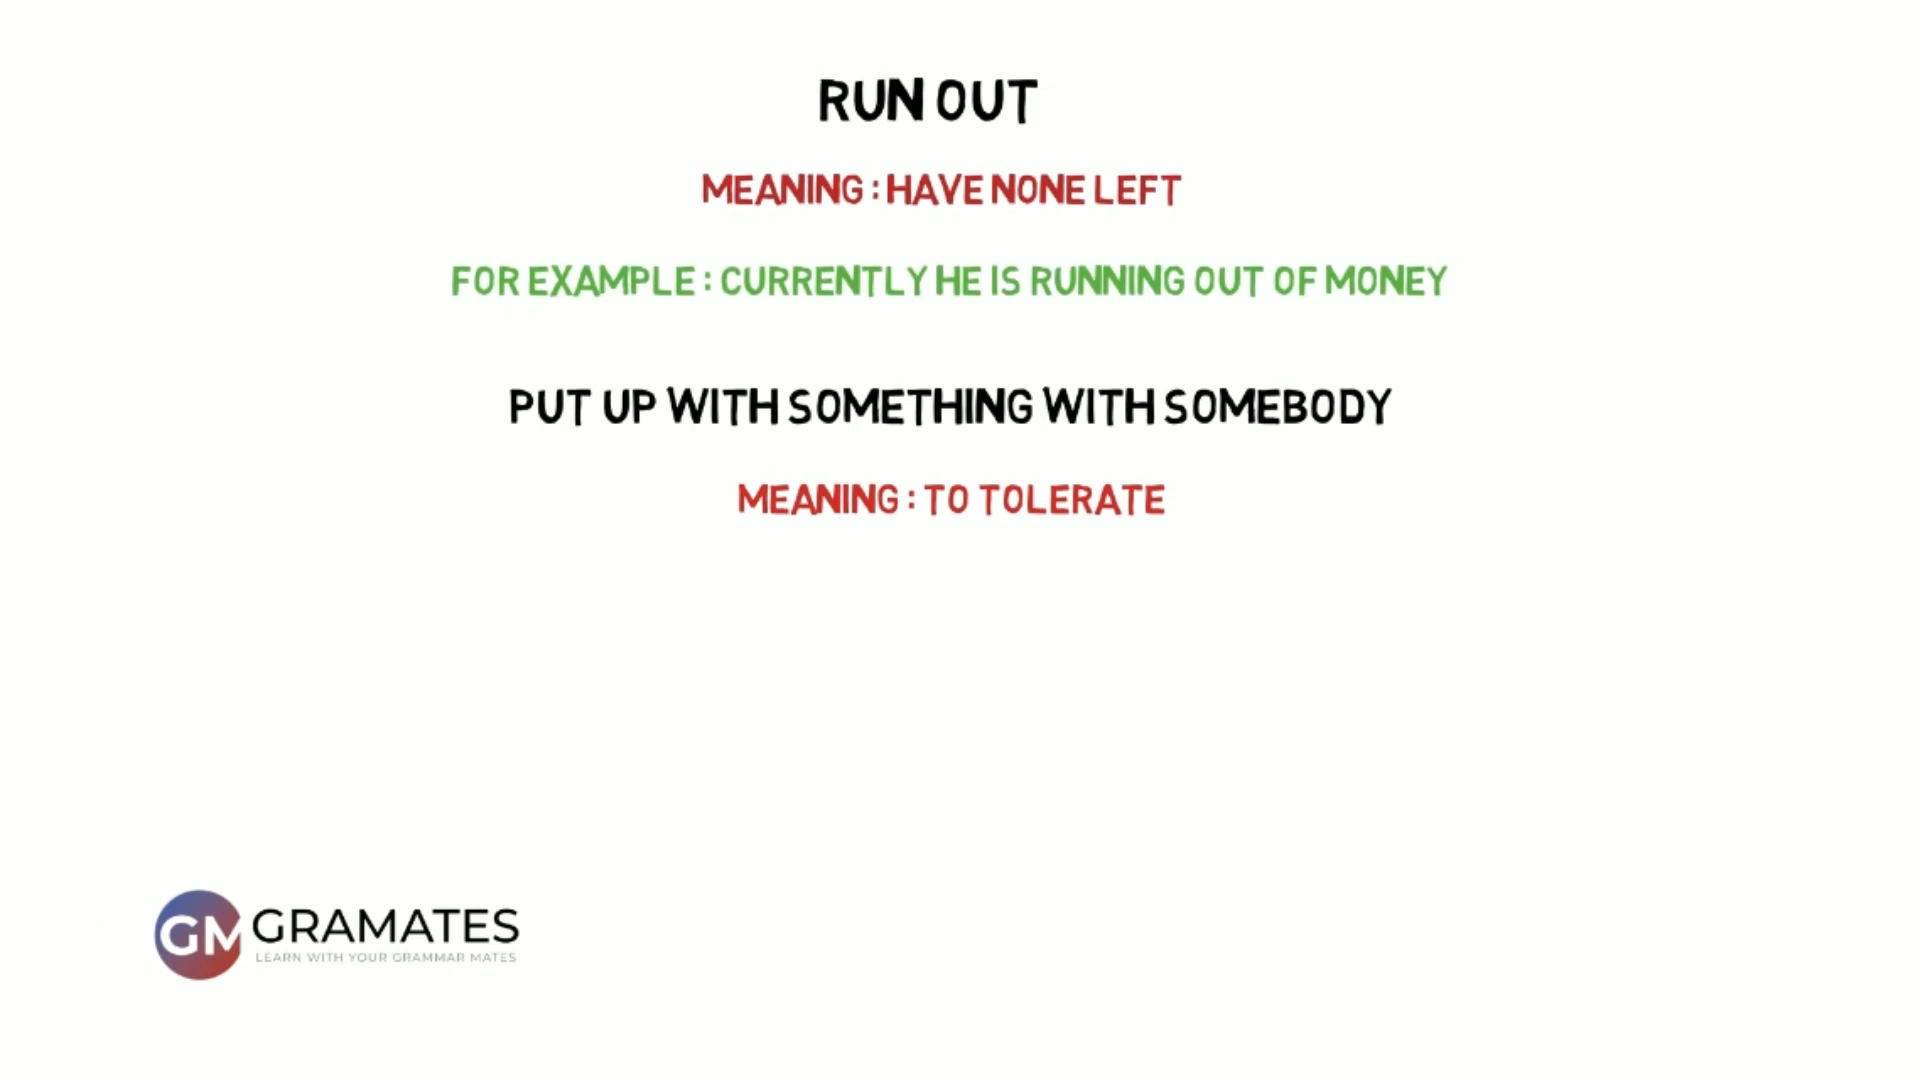 RUN OUT
MEANING : HAVE NONE LEFT
FOR EXAMPLE : CURRENTLY HE IS RUNNING OUT OF MONEY
PUT UP WITH SOMETHING WITH SOMEBODY
MEANING : TO TOLERATE
GM GRAMATES
LEARN WITH YOUR GRAMMAR MATES